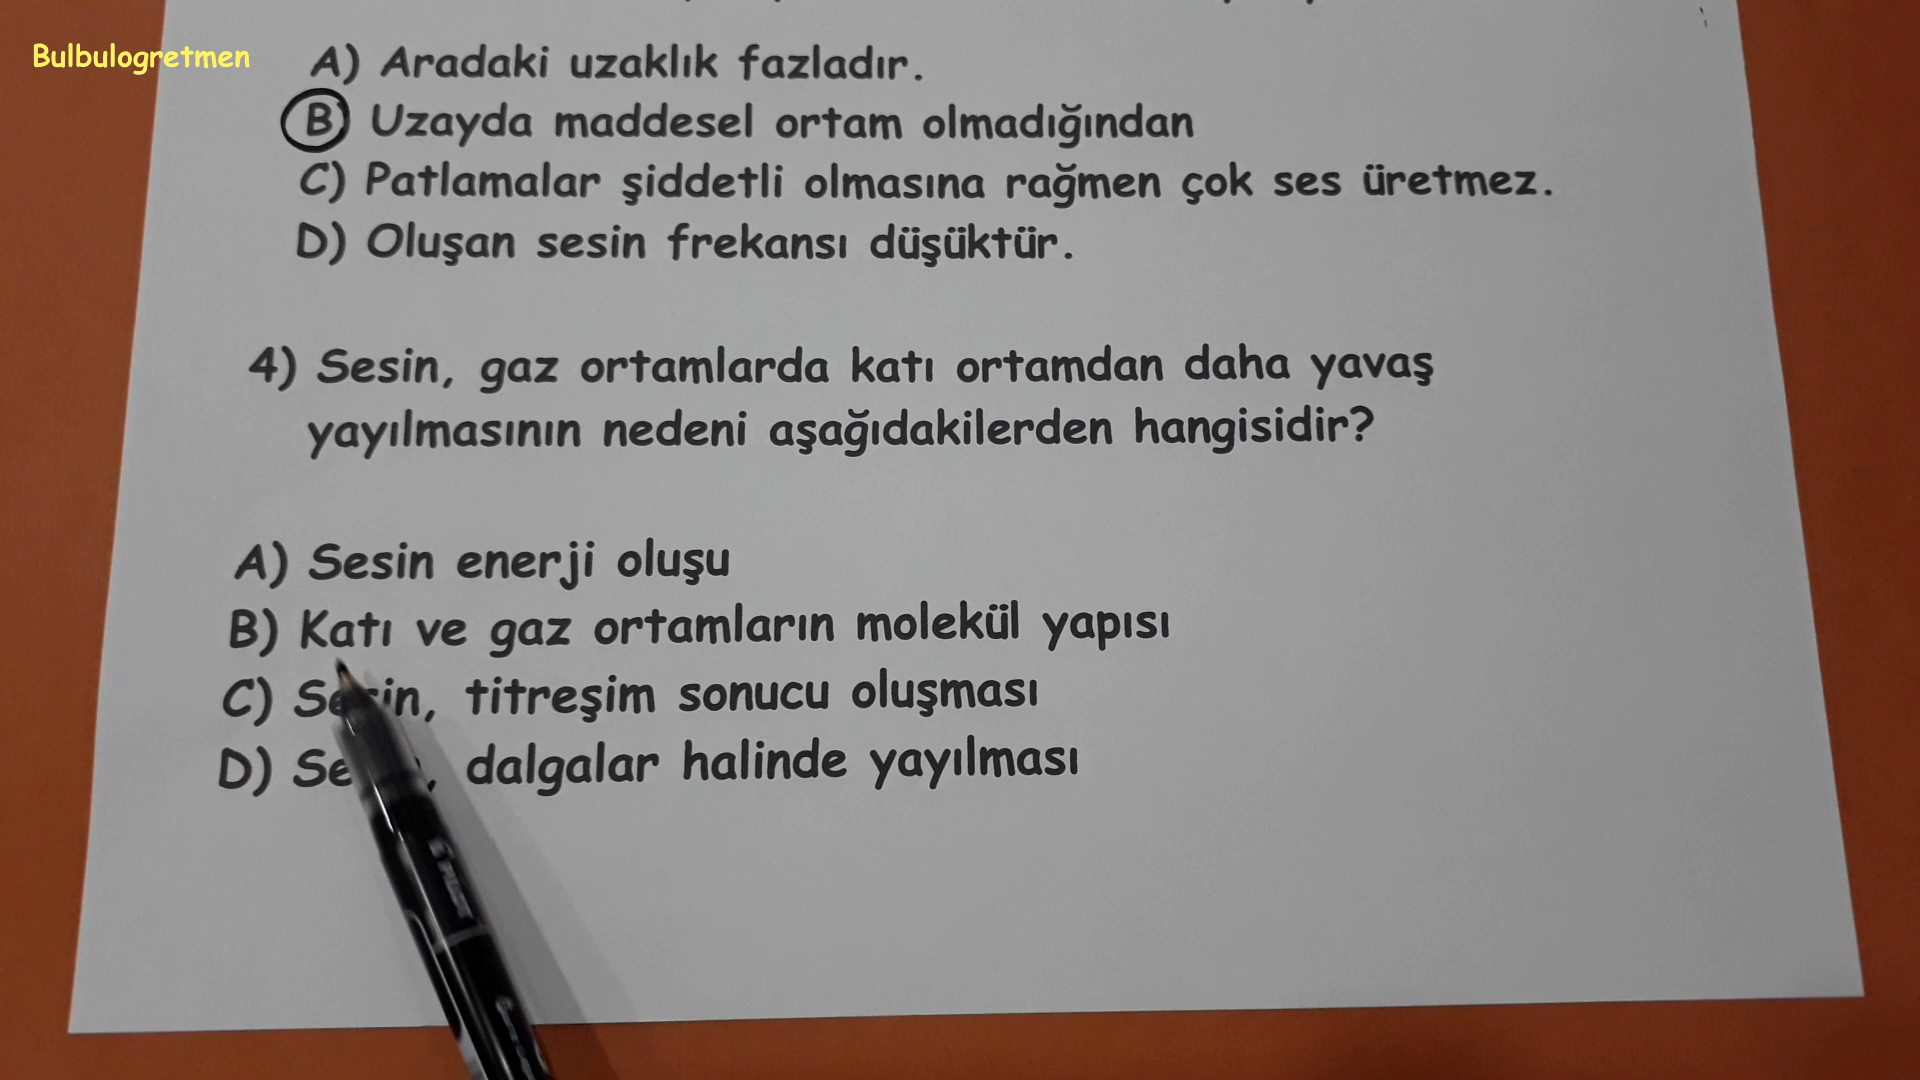 Bulbulogretmen
A) Aradaki uzaklık fazladır.
B) Uzayda maddesel ortam olmadığından
C) Patlamalar şiddetli olmasına rağmen çok ses üretmez.
D) Oluşan sesin frekansı düşüktür.
4) Sesin, gaz ortamlarda katı ortamdan daha yavaş
yayılmasının nedeni aşağıdakilerden hangisidir?
A) Sesin enerji oluşu
B) Katı ve gaz ortamların molekül yapısı
C) Sesin, titreşim sonucu oluşması
D) dalgalar halinde yayılması